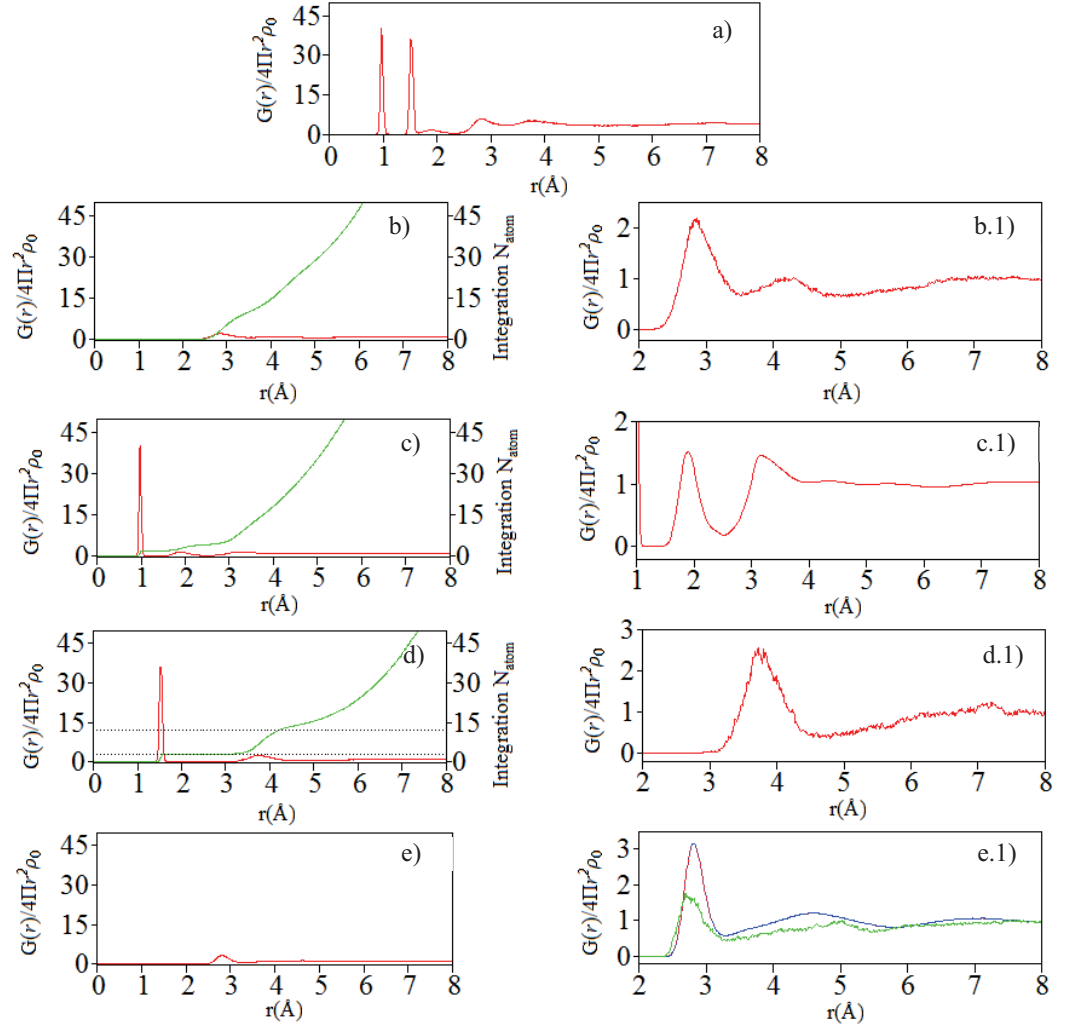 a)
G(r)/4Πr²ρ₀
45
30
15
0
0 1 2 3 4 5 6 7 8
r(Å)
b)
G(r)/4Πr²ρ₀
45
30
15
0
45
30
15
0
Integration N_atom
0 1 2 3 4 5 6 7 8
r(Å)
b.1)
G(r)/4Πr²ρ₀
2
1
0
2 3 4 5 6 7 8
r(Å)
c)
G(r)/4Πr²ρ₀
45
30
15
0
45
30
15
0
Integration N_atom
0 1 2 3 4 5 6 7 8
r(Å)
c.1)
G(r)/4Πr²ρ₀
2
1
0
1 2 3 4 5 6 7 8
r(Å)
d)
G(r)/4Πr²ρ₀
45
30
15
0
45
30
15
0
Integration N_atom
0 1 2 3 4 5 6 7 8
r(Å)
d.1)
G(r)/4Πr²ρ₀
3
2
1
0
2 3 4 5 6 7 8
r(Å)
e)
G(r)/4Πr²ρ₀
45
30
15
0
0 1 2 3 4 5 6 7 8
r(Å)
e.1)
G(r)/4Πr²ρ₀
3
2
1
0
2 3 4 5 6 7 8
r(Å)